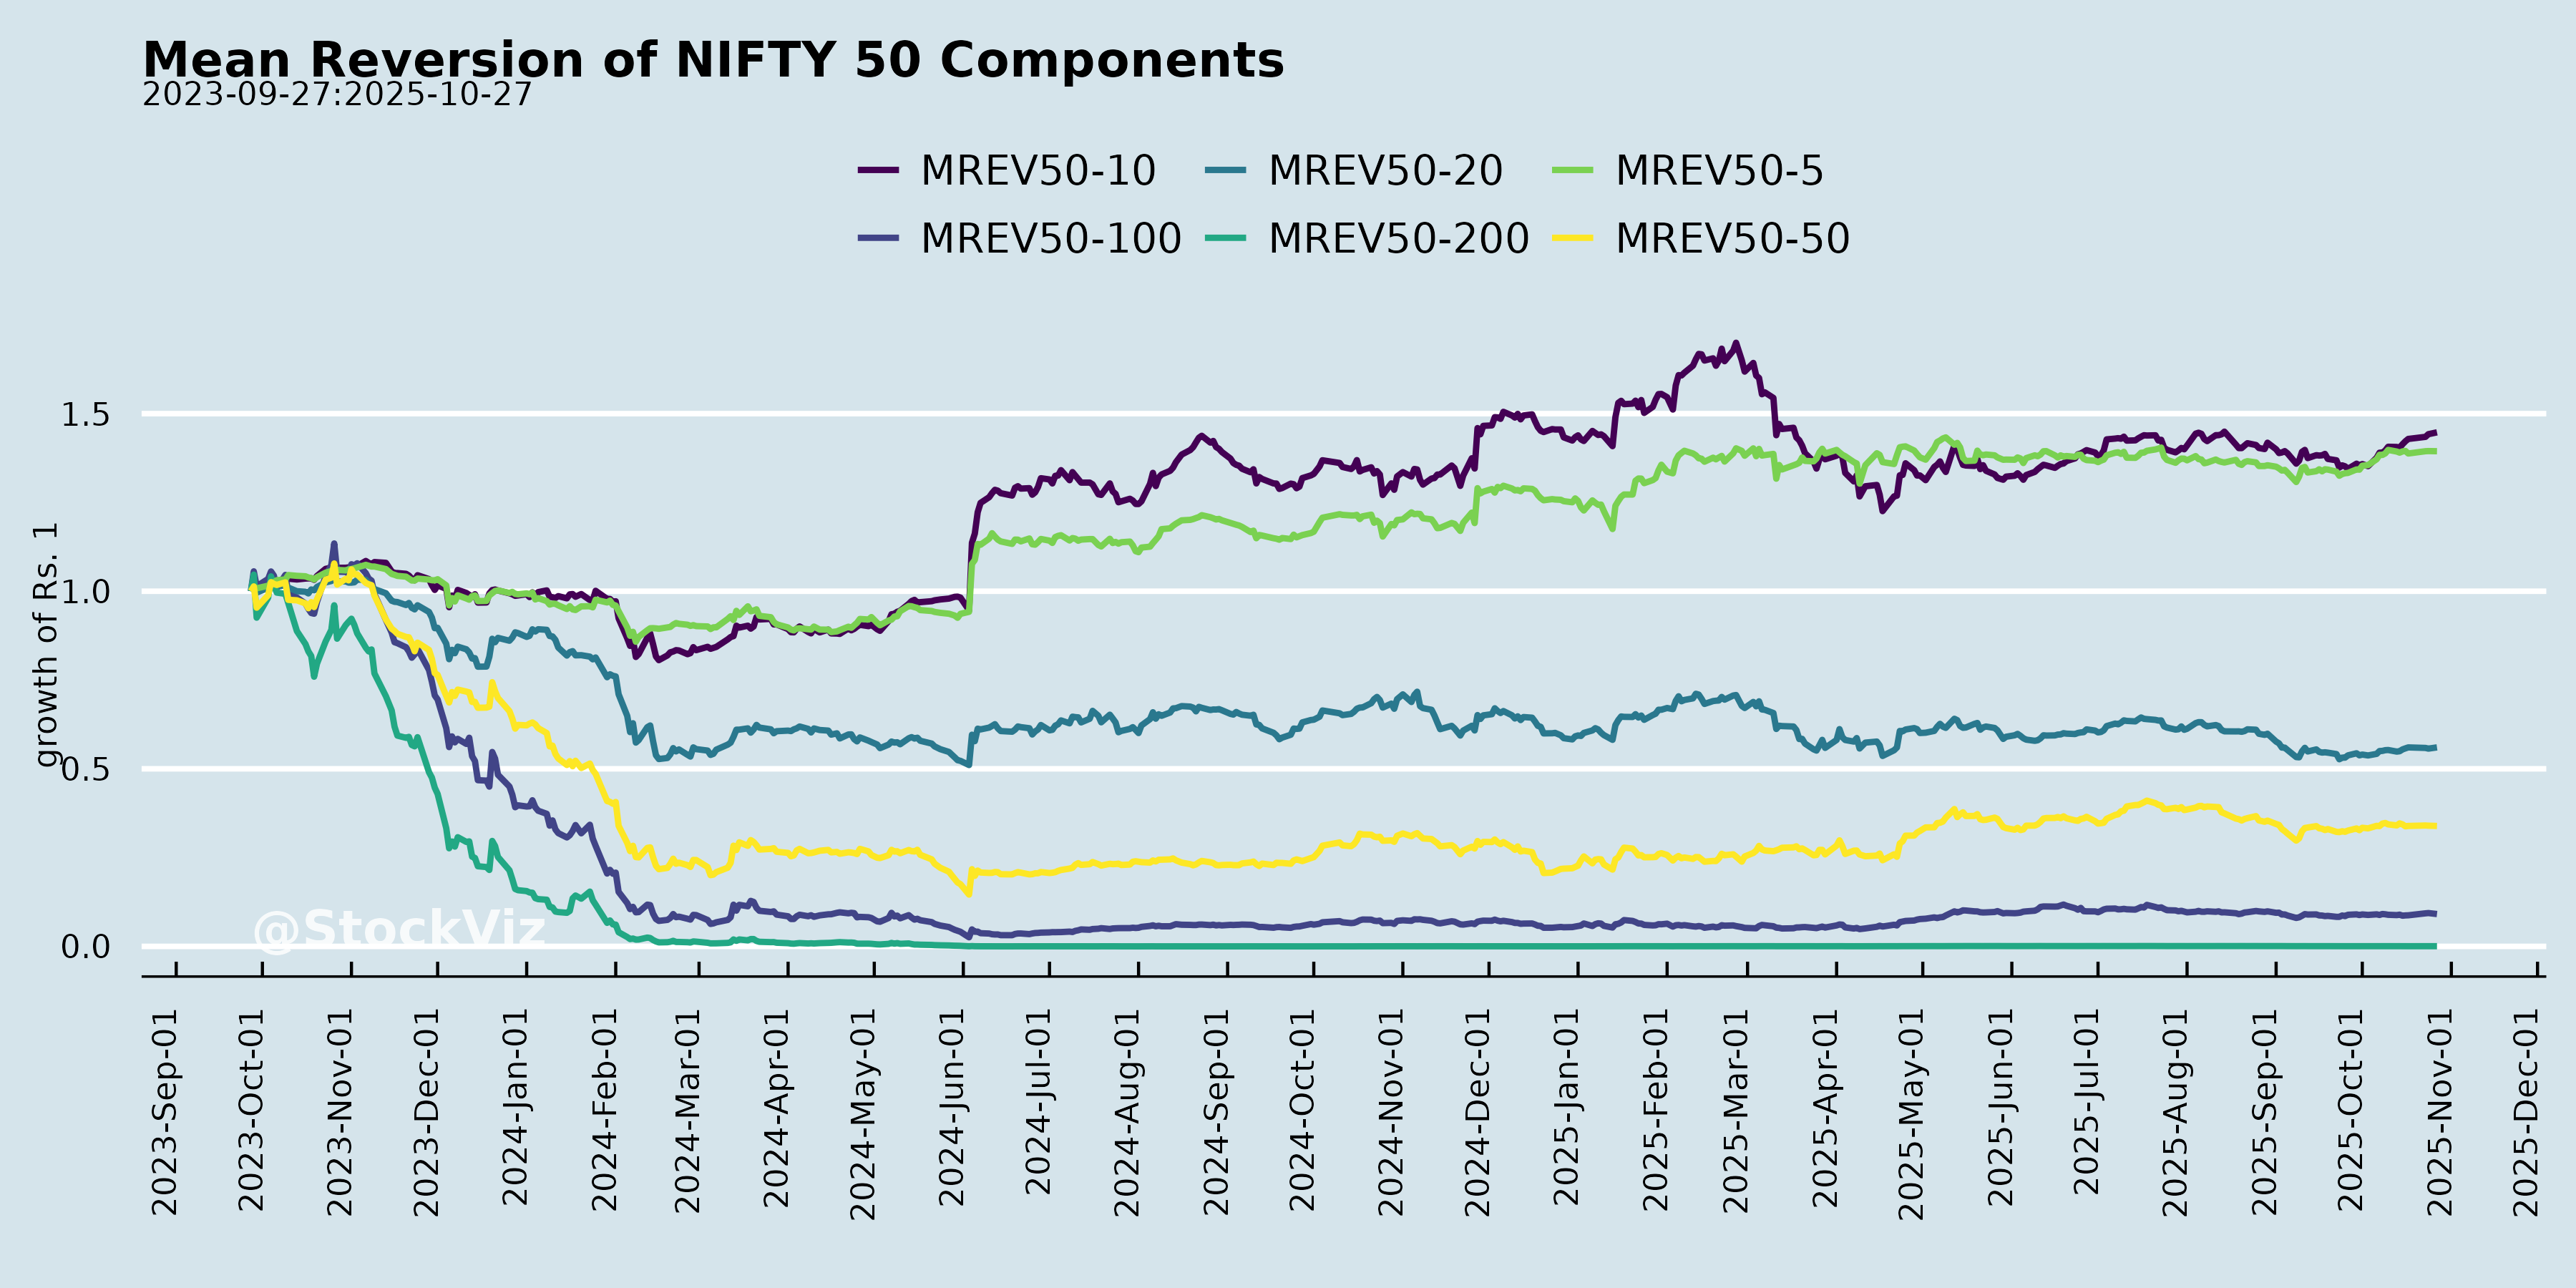 Mean Reversion of NIFTY 50 Components
2023-09-27:2025-10-27
MREV50-10 MREV50-20 MREV50-5
MREV50-100 MREV50-200 MREV50-50
growth of Rs. 1
1.5
1.0
0.5
0.0
@StockViz
2023-Sep-01
2023-Oct-01
2023-Nov-01
2023-Dec-01
2024-Jan-01
2024-Feb-01
2024-Mar-01
2024-Apr-01
2024-May-01
2024-Jun-01
2024-Jul-01
2024-Aug-01
2024-Sep-01
2024-Oct-01
2024-Nov-01
2024-Dec-01
2025-Jan-01
2025-Feb-01
2025-Mar-01
2025-Apr-01
2025-May-01
2025-Jun-01
2025-Jul-01
2025-Aug-01
2025-Sep-01
2025-Oct-01
2025-Nov-01
2025-Dec-01